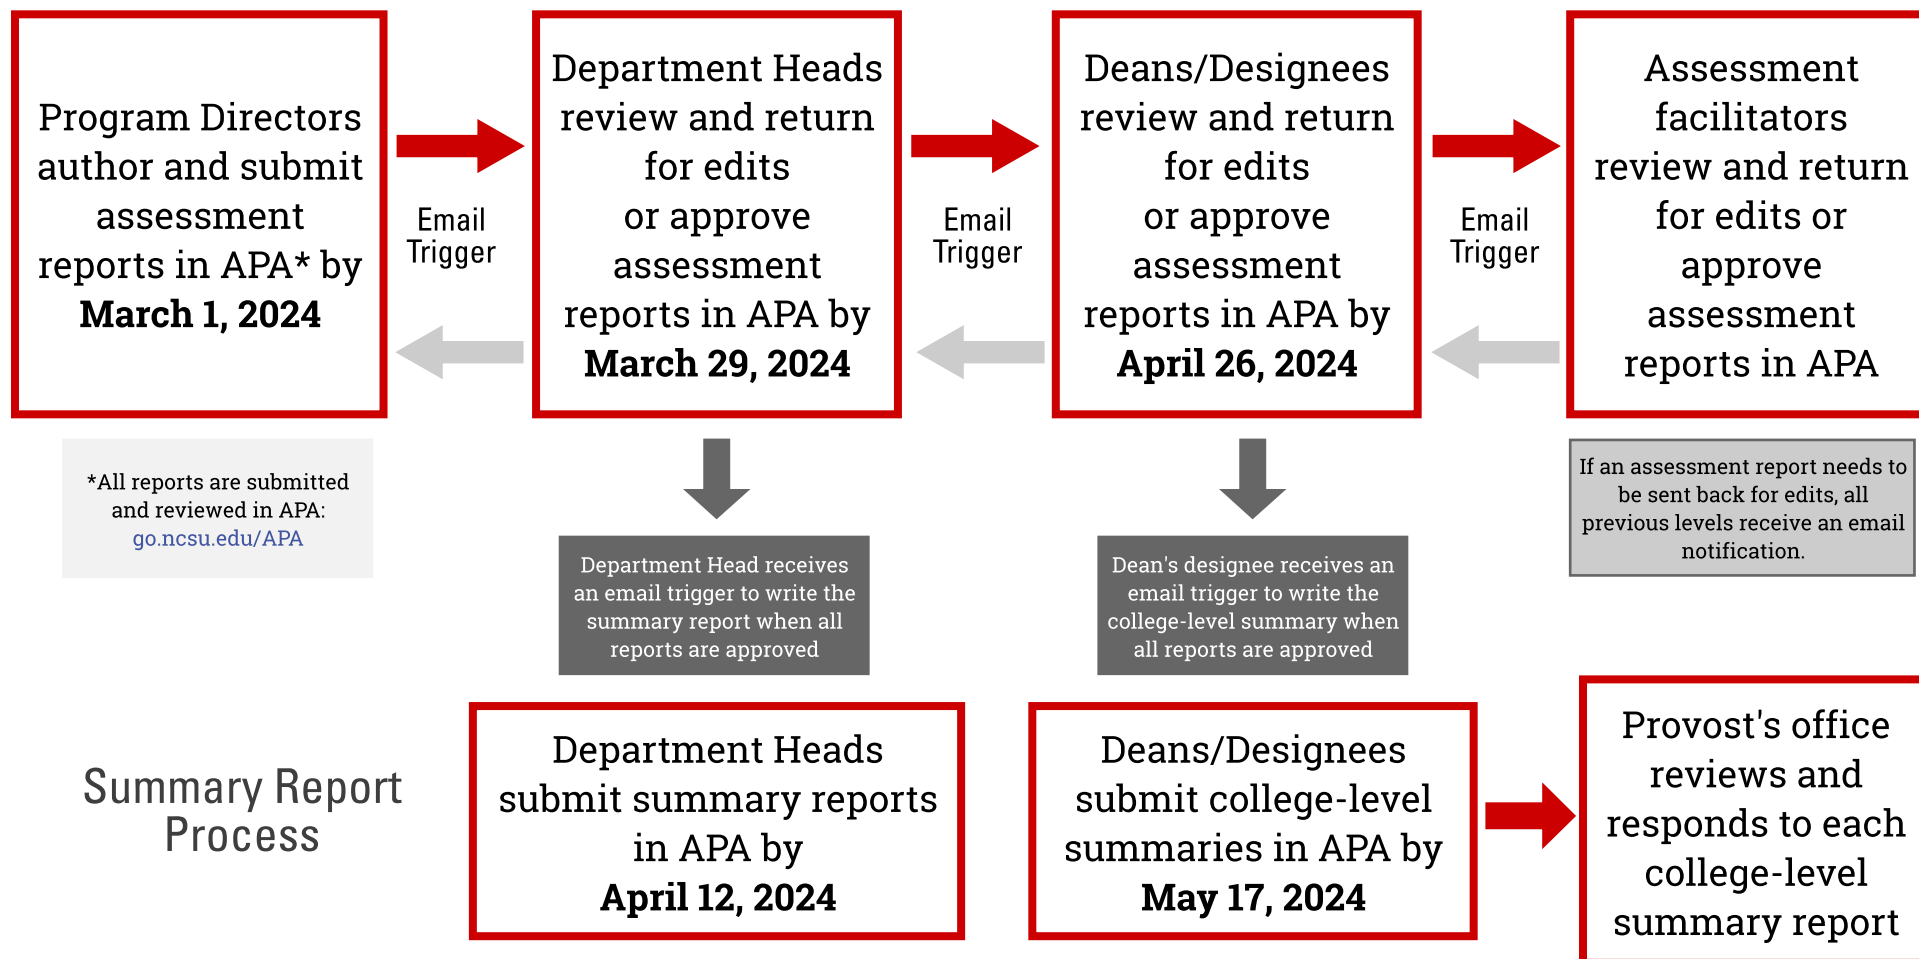 Program Directors
author and submit
assessment
reports in APA* by
March 1, 2024
Email
Trigger
Department Heads
review and return
for edits
or approve
assessment
reports in APA by
March 29, 2024
Email
Trigger
Deans/Designees
review and return
for edits
or approve
assessment
reports in APA by
April 26, 2024
Email
Trigger
Assessment
facilitators
review and return
for edits or
approve
assessment
reports in APA
*All reports are submitted
and reviewed in APA:
go.ncsu.edu/APA
Department Head receives
an email trigger to write the
summary report when all
reports are approved
Dean's designee receives an
email trigger to write the
college-level summary when
all reports are approved
If an assessment report needs to
be sent back for edits, all
previous levels receive an email
notification.
Summary Report
Process
Department Heads
submit summary reports
in APA by
April 12, 2024
Deans/Designees
submit college-level
summaries in APA by
May 17, 2024
Provost's office
reviews and
responds to each
college-level
summary report